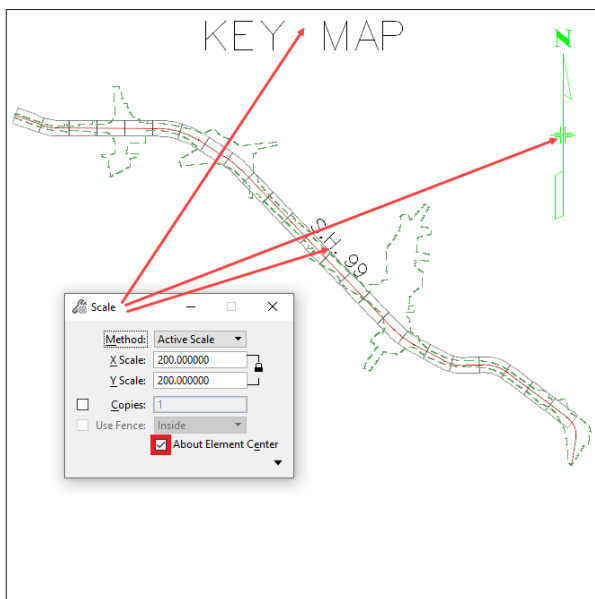 KEY MAP
N
S.H. 99
Scale
Method: Active Scale
X Scale: 200.000000
Y Scale: 200.000000
Copies: 1
Use Fence: Inside
About Element Center